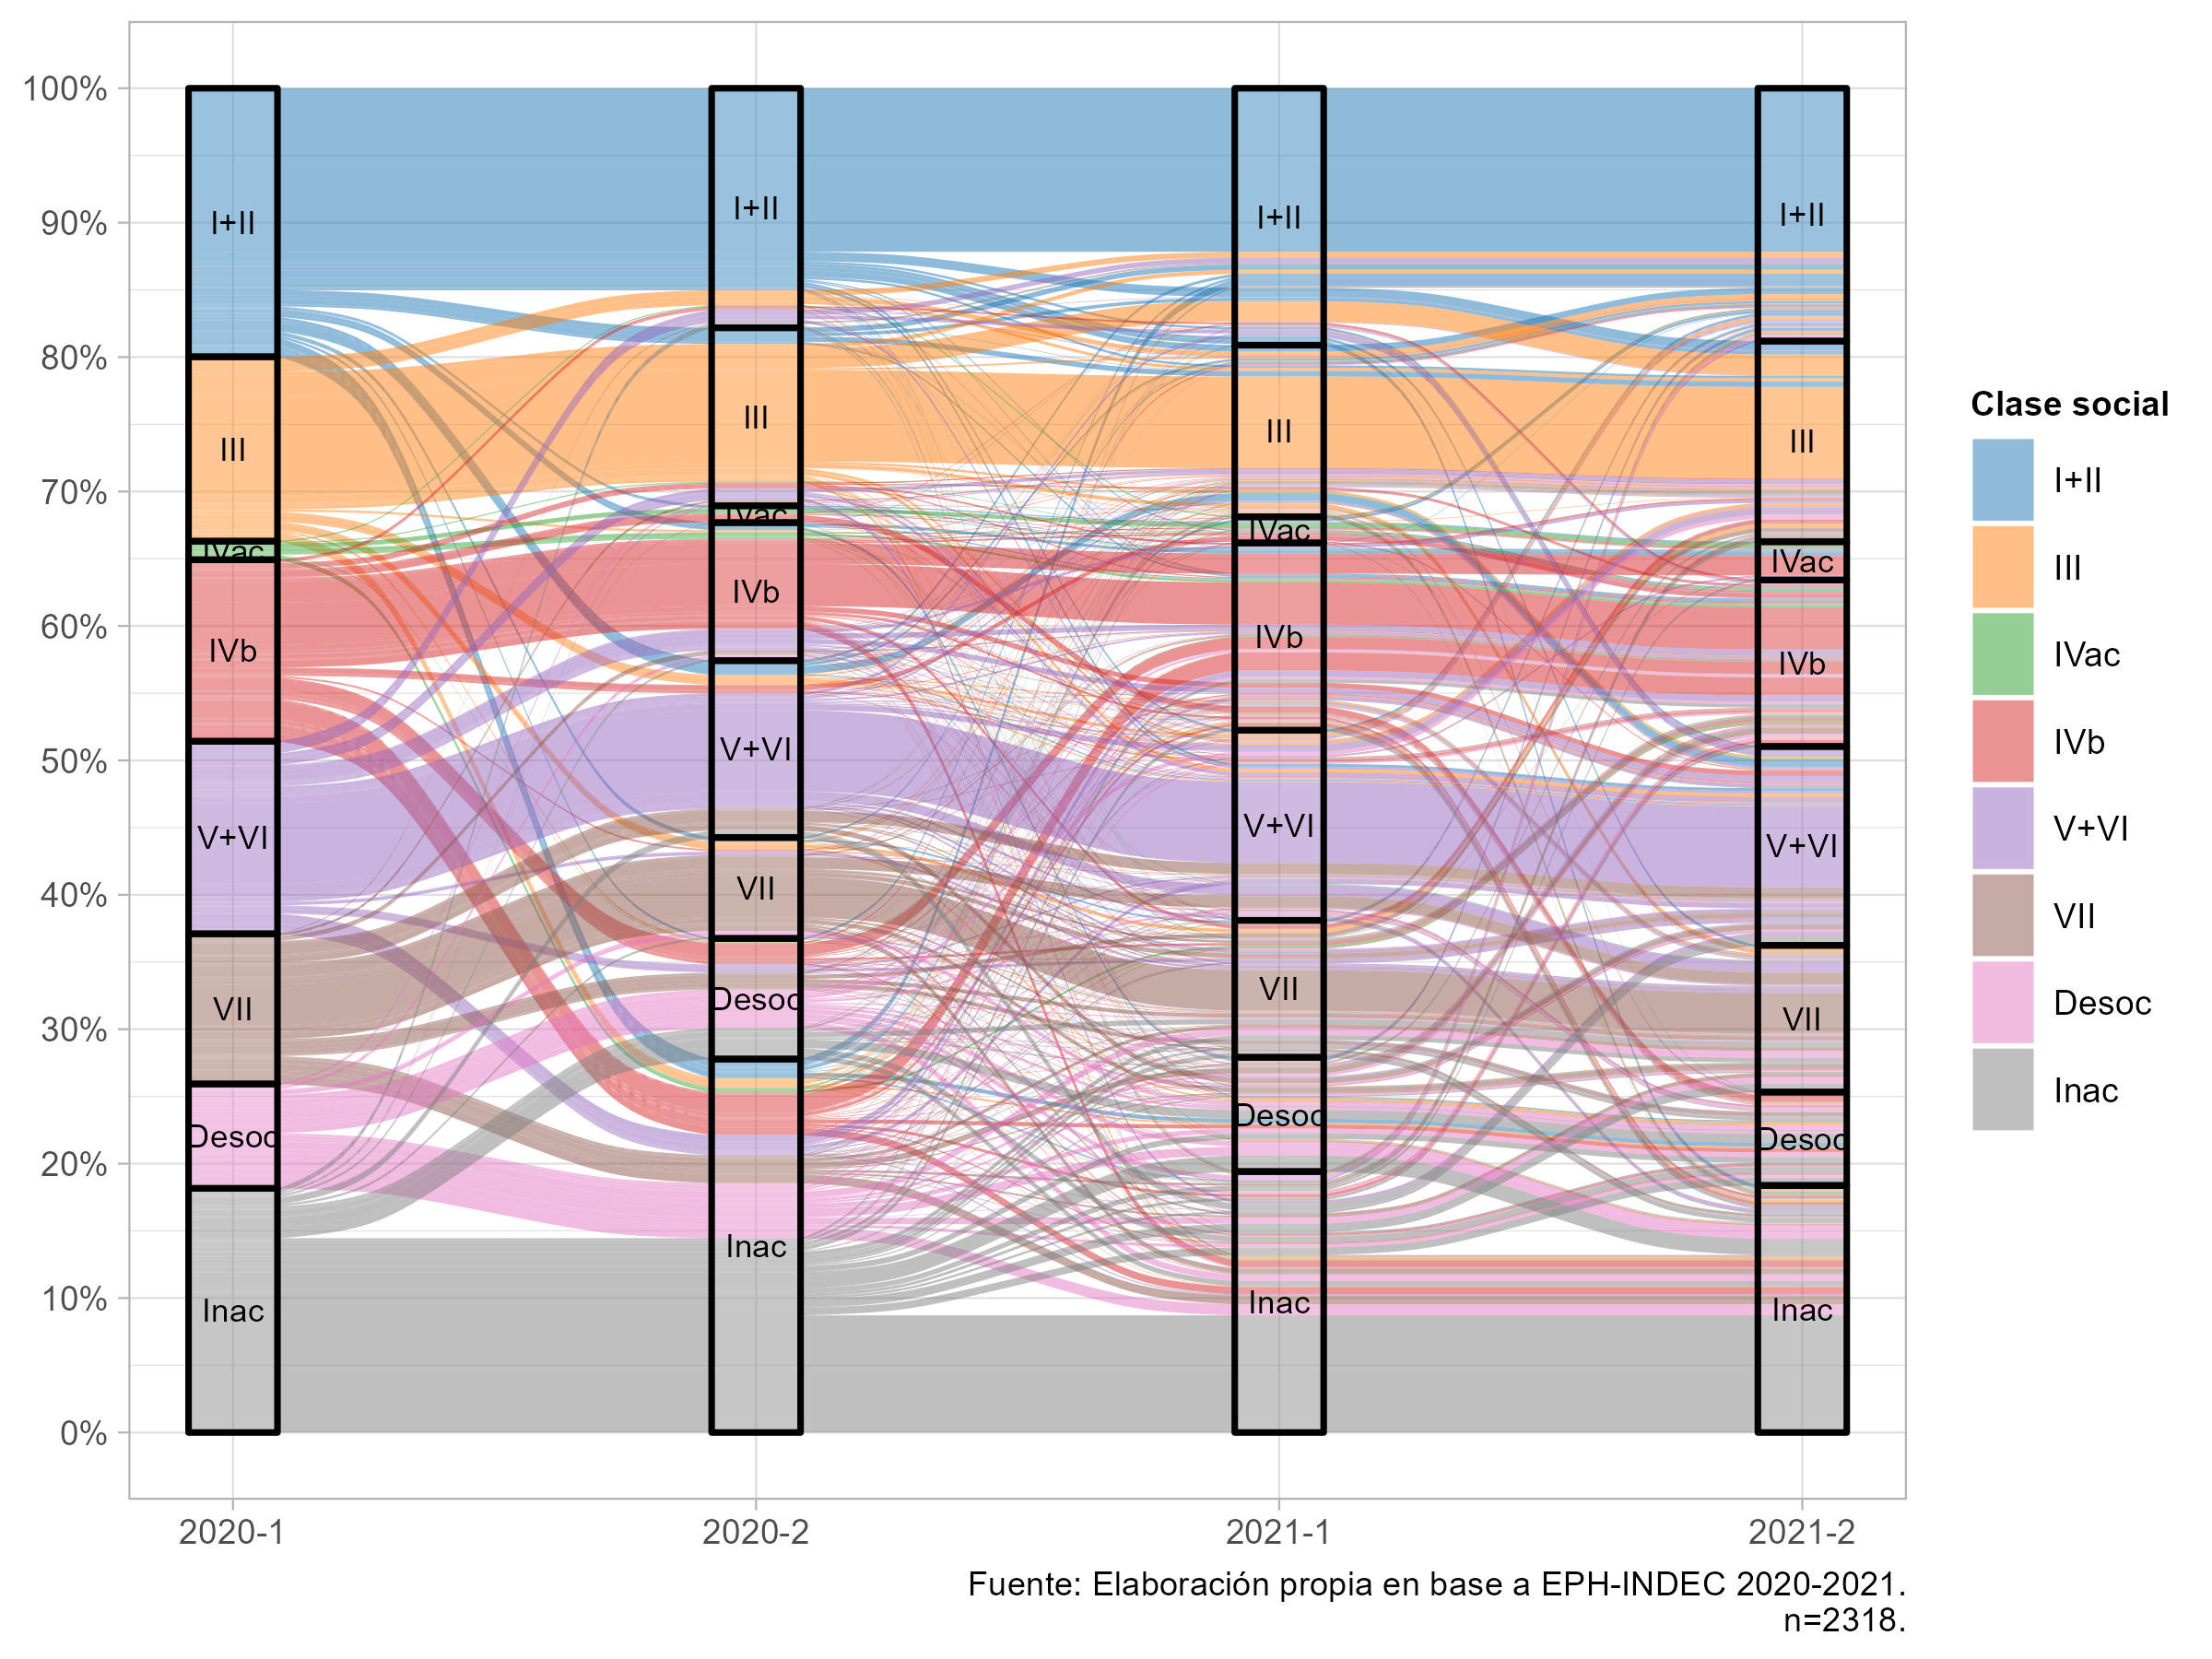 100%
90%
80%
70%
60%
50%
40%
30%
20%
10%
0%
I+II
III
IVac
IVb
V+VI
VII
Desoc
Inac
I+II
III
IVac
IVb
V+VI
VII
Desoc
Inac
I+II
III
IVac
IVb
V+VI
VII
Desoc
Inac
I+II
III
IVac
IVb
V+VI
VII
Desoc
Inac
2020-1 2020-2 2021-1 2021-2
Clase social
I+II
III
IVac
IVb
V+VI
VII
Desoc
Inac
Fuente: Elaboración propia en base a EPH-INDEC 2020-2021.
n=2318.